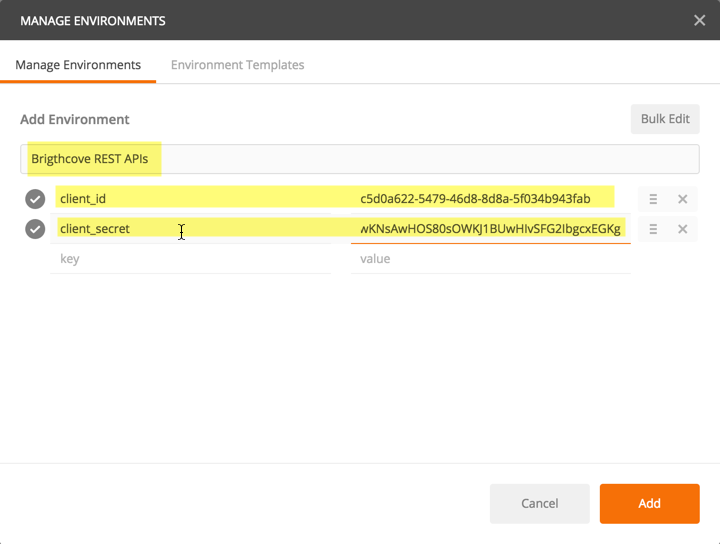 MANAGE ENVIRONMENTS
Manage Environments Environment Templates
Add Environment Bulk Edit
Brigthcove REST APIs
client_id c5d0a622-5479-46d8-8d8a-5f034b943fab
client_secret wKNsAwHOS80sOWKJ1BUwHIvSFG2IbgcxEGKg
key value
Cancel Add